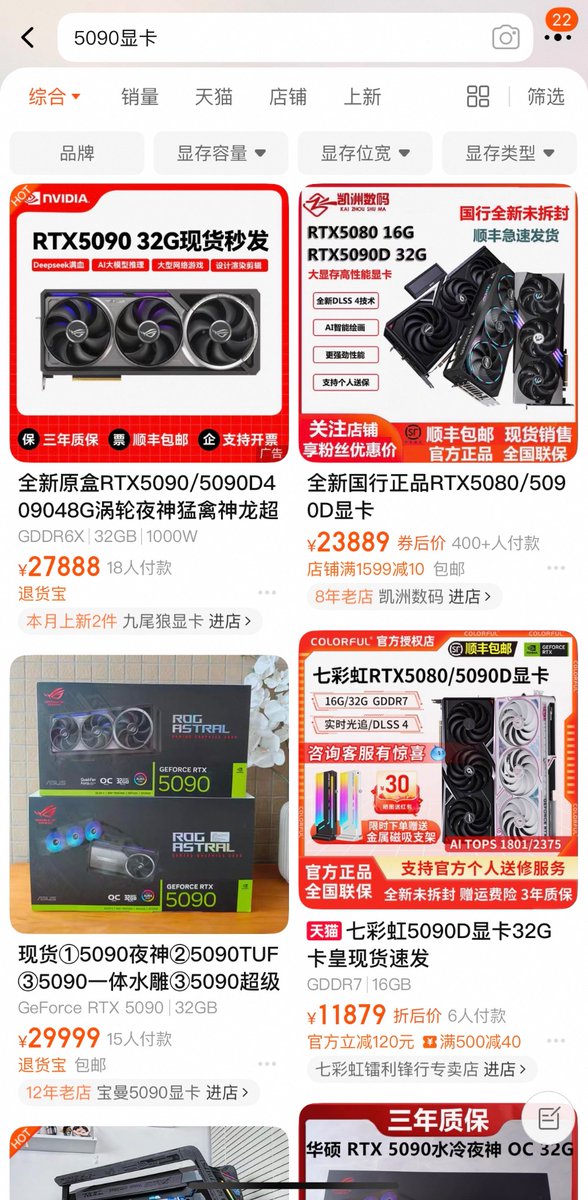 5090显卡
22
综合
销量
天猫
店铺
上新
筛选
品牌
显存容量
显存位宽
显存类型
HOT
NVIDIA.
RTX5090 32G现货秒发
Deepseek满血
AI大模型推理
大型网络游戏
设计渲染剪辑
保 三年质保
票 顺丰包邮
企 支持开票
广告
全新原盒RTX5090/5090D4
09048G涡轮夜神猛禽神龙超
GDDR6X|32GB|1000W
¥27888 18人付款
退货宝
本月上新2件 九尾狼显卡 进店
凯洲数码
KAI ZHOU SHU MA
国行全新未拆封
顺丰急速发货
RTX5080 16G
RTX5090D 32G
大显存高性能显卡
全新DLSS 4技术
AI智能绘画
更强劲性能
支持个人送保
关注店铺
享粉丝优惠价
顺丰包邮 现货销售
官方正品 全国联保
全新国行正品RTX5080/509
0D显卡
¥23889 券后价 400+人付款
店铺满1599减10 包邮
8年老店 凯洲数码 进店
ROG
ASTRAL
OC
GEFORCE RTX
5090
ROG
ASTRAL
OC
GEFORCE RTX
5090
现货①5090夜神②5090TUF
③5090一体水雕③5090超级
GeForce RTX 5090|32GB
¥29999 15人付款
退货宝 包邮
12年老店 宝曼5090显卡 进店
COLORFUL® 官方授权店
顺丰包邮
GEFORCE
RTX
七彩虹RTX5080/5090D显卡
16G/32G GDDR7
实时光追/DLSS 4
咨询客服有惊喜
30
晒图送红包
限时下单赠送
金属磁吸支架
AI TOPS 1801/2375
官方正品
全国联保
支持官方个人送修服务
全新未拆封 赠运费险 3年质保
天猫 七彩虹5090D显卡32G
卡皇现货速发
GDDR7|16GB
¥11879 折后价 6人付款
官方立减120元 满500减40
七彩虹镭利锋行专卖店 进店
HOT
三年质保
华硕 RTX 5090水冷夜神 OC 32G